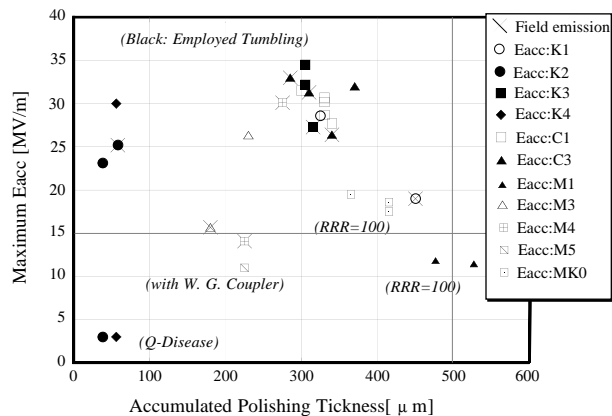 40
35
30
25
20
15
10
5
0
Maximum Eacc [MV/m]
(Black: Employed Tumbling)
(RRR=100)
(with W. G. Coupler)
(RRR=100)
(Q-Disease)
0 100 200 300 400 500 600
Accumulated Polishing Tickness[ μ m]
Field emission
Eacc:K1
Eacc:K2
Eacc:K3
Eacc:K4
Eacc:C1
Eacc:C3
Eacc:M1
Eacc:M3
Eacc:M4
Eacc:M5
Eacc:MK0